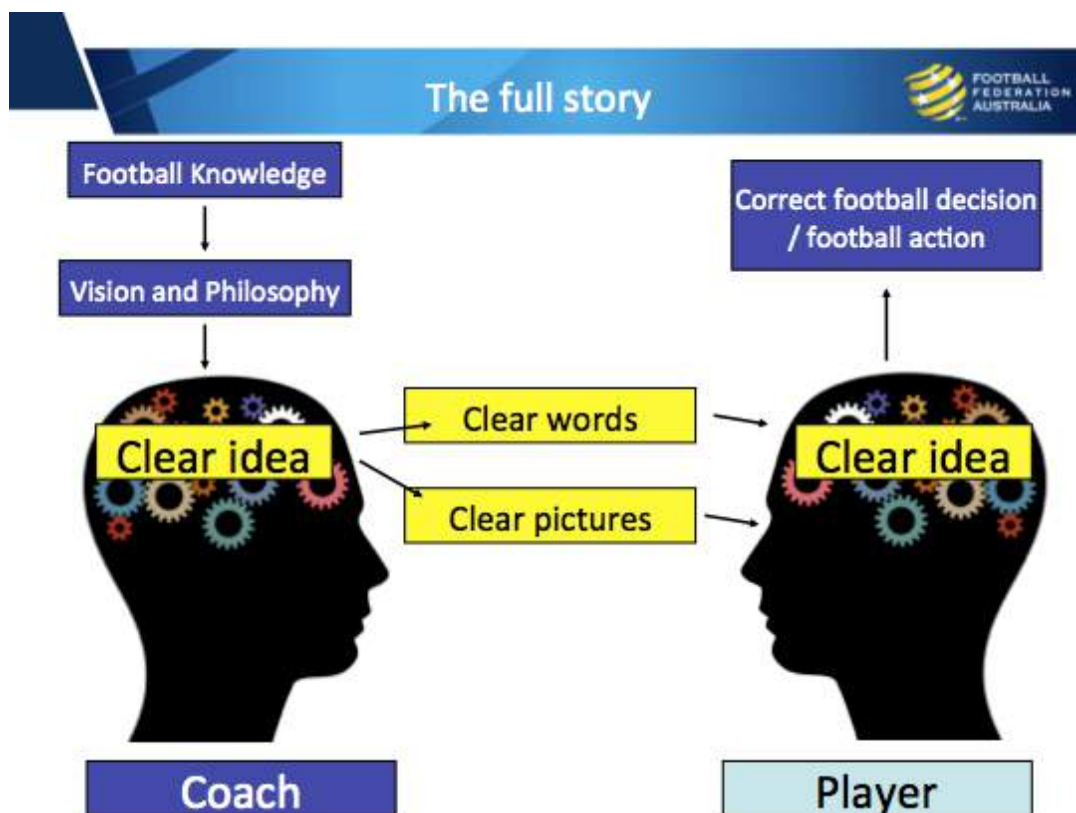 The full story
FOOTBALL
FEDERATION
AUSTRALIA
Football Knowledge
Vision and Philosophy
Clear idea
Clear words
Clear pictures
Correct football decision
/ football action
Clear idea
Coach
Player